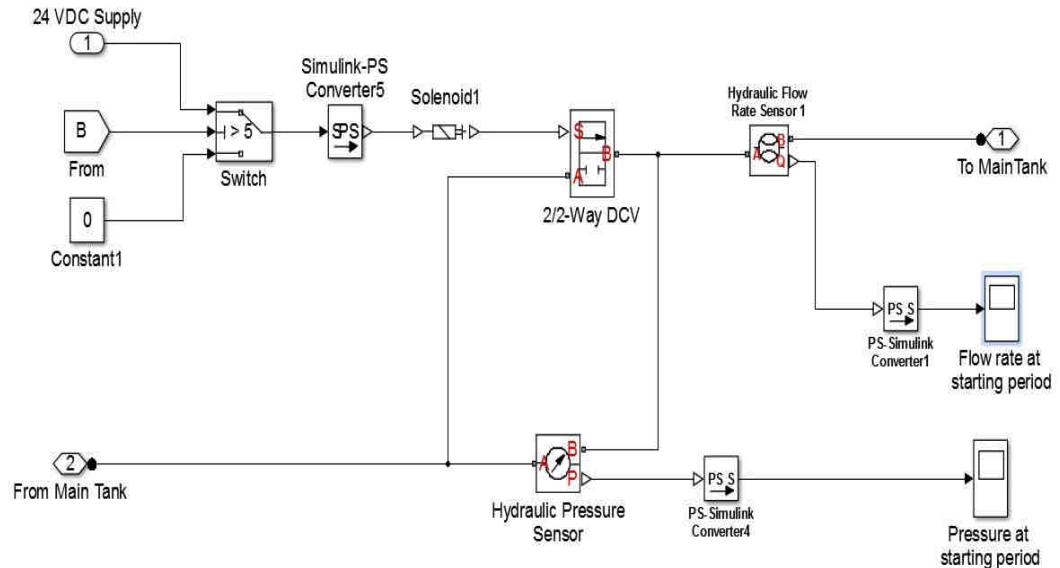 24 VDC Supply
1
B
From
> 5
Switch
0
Constant1
Simulink-PS
Converter5
S PS
Solenoid1
S
A
B
2/2-Way DCV
Hydraulic Flow
Rate Sensor 1
A
B
Q
1
To MainTank
PS S
PS-Simulink
Converter1
Flow rate at
starting period
2
From Main Tank
A
B
P
Hydraulic Pressure
Sensor
PS S
PS-Simulink
Converter4
Pressure at
starting period